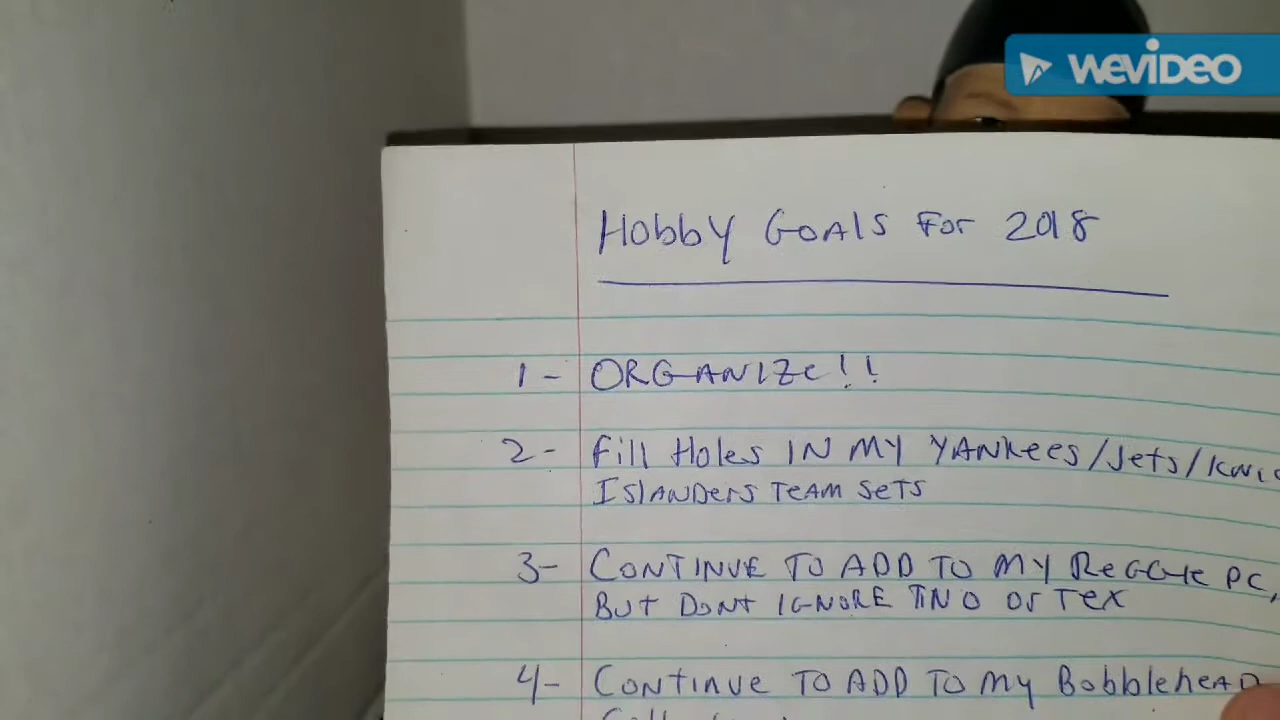 WEVIDEO
Hobby GOALS FOR 2018
1- ORGANIZE!!
2- Fill Holes IN MY YANKees/Jets/
ISLANDers TEAM SETS
3- CONTINUE TO ADD TO MY ReGGIE PC,
BUT DONT IGNORE TINO or Tex
4- CONTINUE TO ADD TO My BobbleheAD